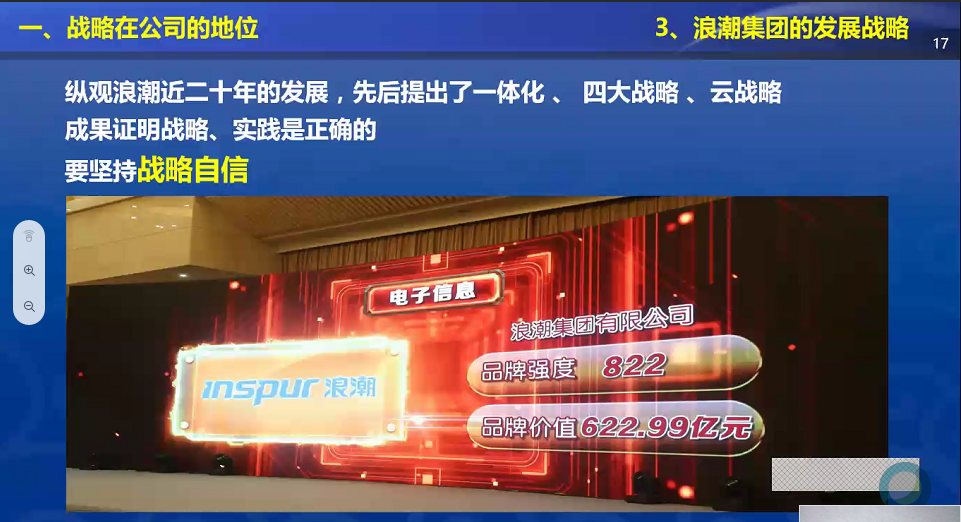 一、战略在公司的地位
3、浪潮集团的发展战略
17
纵观浪潮近二十年的发展，先后提出了一体化 、 四大战略 、云战略
成果证明战略、实践是正确的
要坚持战略自信
电子信息
浪潮集团有限公司
inspur 浪潮
品牌强度 822
品牌价值 622.99亿元